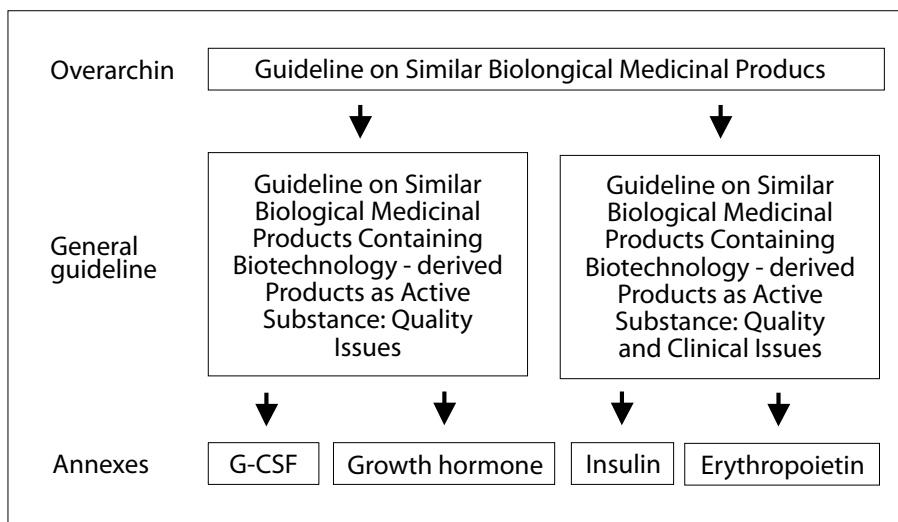 Overarchin
Guideline on Similar Biolongical Medicinal Producs
General
guideline
Guideline on Similar
Biological Medicinal
Products Containing
Biotechnology - derived
Products as Active
Substance: Quality
Issues
Guideline on Similar
Biological Medicinal
Products Containing
Biotechnology - derived
Products as Active
Substance: Quality
and Clinical Issues
Annexes
G-CSF
Growth hormone
Insulin
Erythropoietin